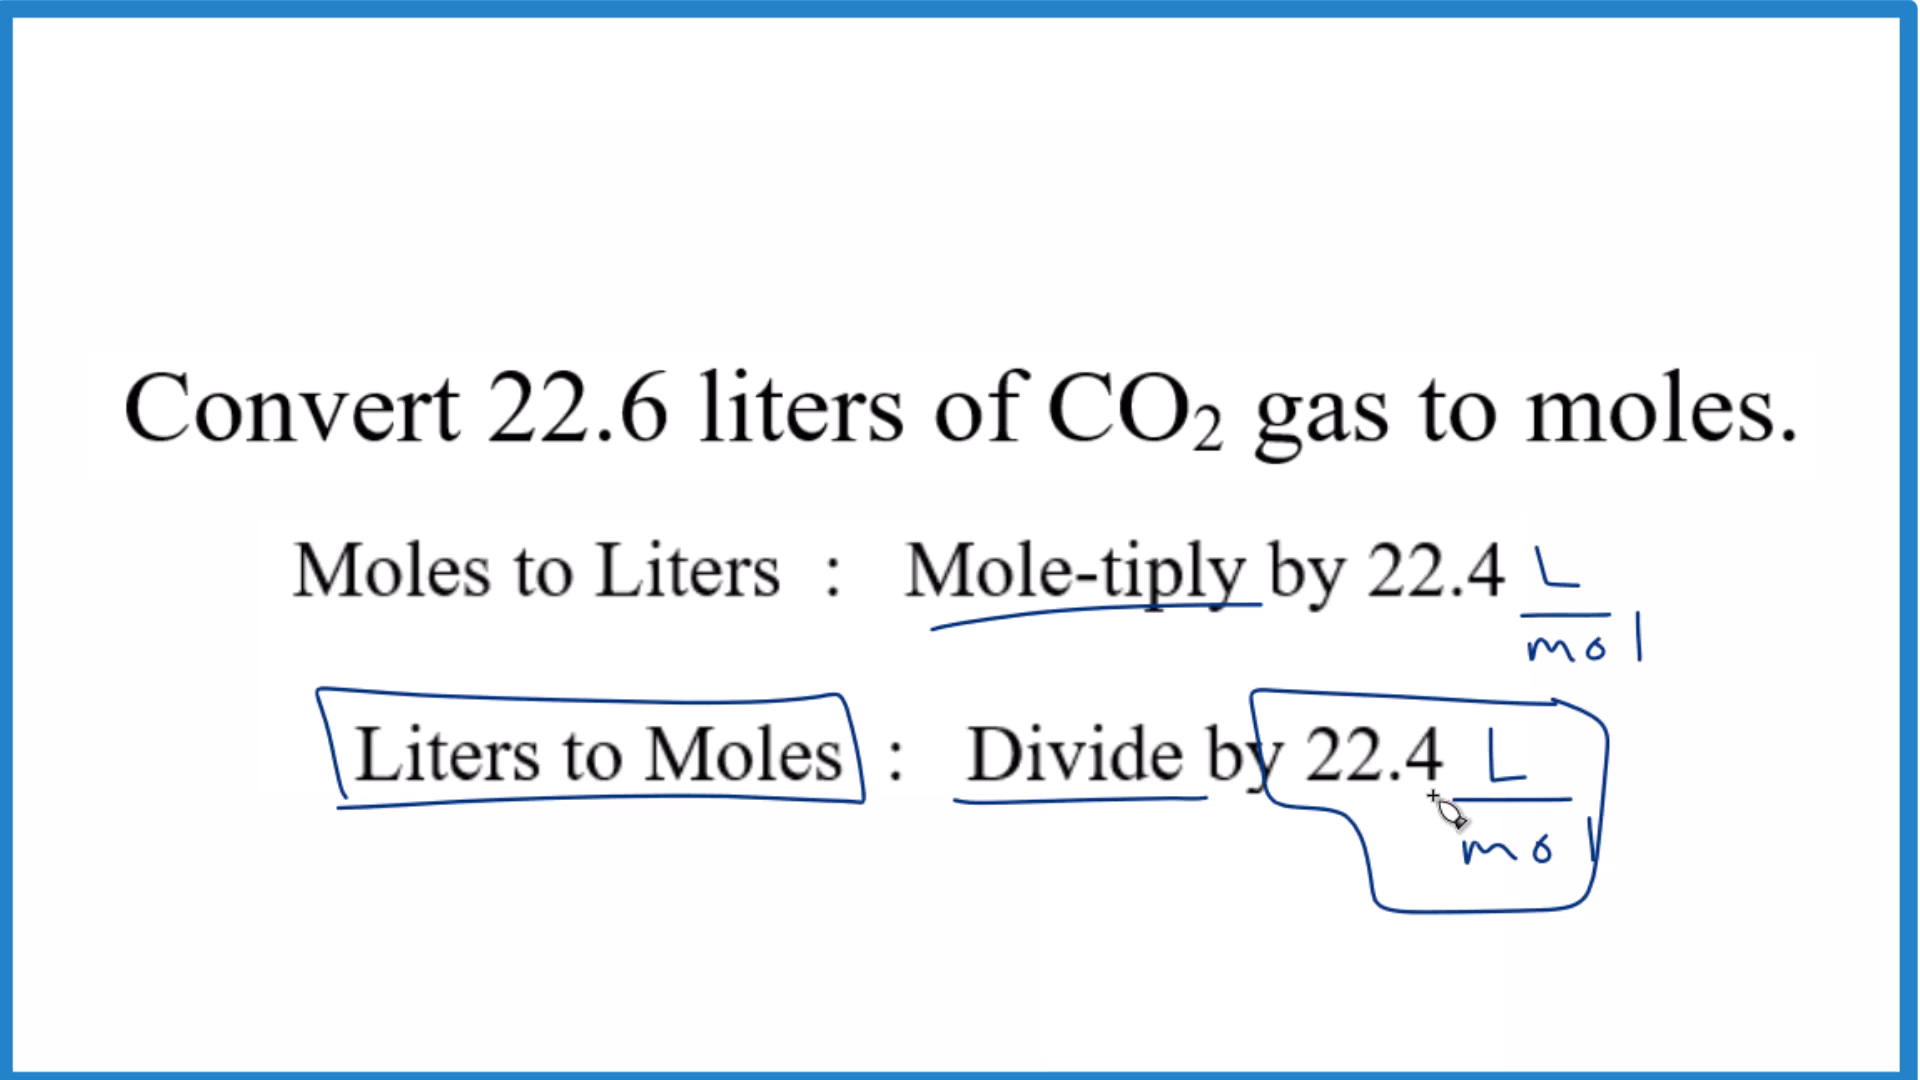 Convert 22.6 liters of CO₂ gas to moles.
Moles to Liters : Mole-tiply by 22.4 L
mol
Liters to Moles : Divide by 22.4 L
mol